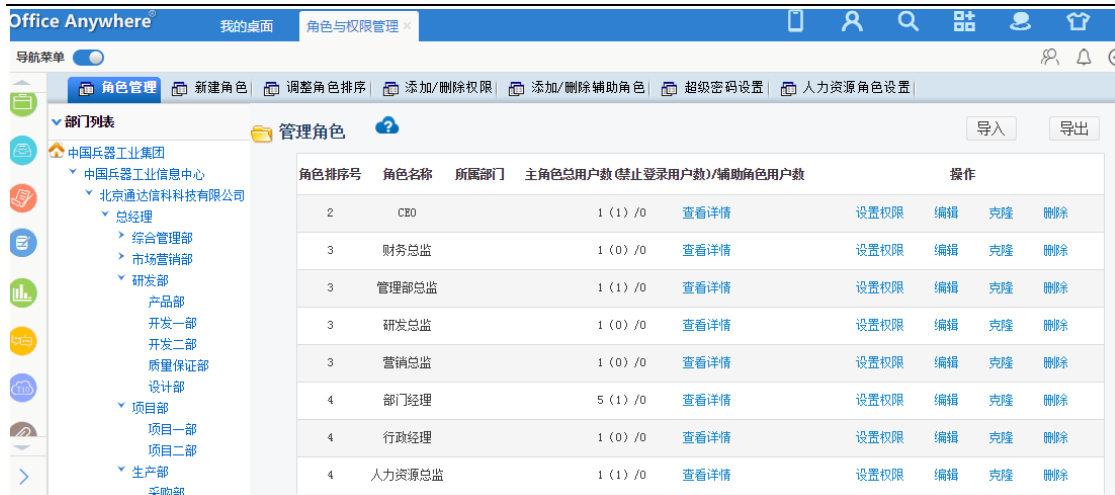 Office Anywhere®
我的桌面
角色与权限管理 ×
导航菜单
角色管理 新建角色 调整角色排序 添加/删除权限 添加/删除辅助角色 超级密码设置 人力资源角色设置
部门列表
中国兵器工业集团
中国兵器工业信息中心
北京通达信科科技有限公司
总经理
综合管理部
市场营销部
研发部
产品部
开发一部
开发二部
质量保证部
设计部
项目部
项目一部
项目二部
生产部
采购部
管理角色
导入 导出
角色排序号 角色名称 所属部门 主角色总用户数(禁止登录用户数)/辅助角色用户数 操作
2 CEO 1 (1) /0 查看详情 设置权限 编辑 克隆 删除
3 财务总监 1 (0) /0 查看详情 设置权限 编辑 克隆 删除
3 管理部总监 1 (1) /0 查看详情 设置权限 编辑 克隆 删除
3 研发总监 1 (0) /0 查看详情 设置权限 编辑 克隆 删除
3 营销总监 1 (0) /0 查看详情 设置权限 编辑 克隆 删除
4 部门经理 5 (1) /0 查看详情 设置权限 编辑 克隆 删除
4 行政经理 1 (0) /0 查看详情 设置权限 编辑 克隆 删除
4 人力资源总监 1 (1) /0 查看详情 设置权限 编辑 克隆 删除